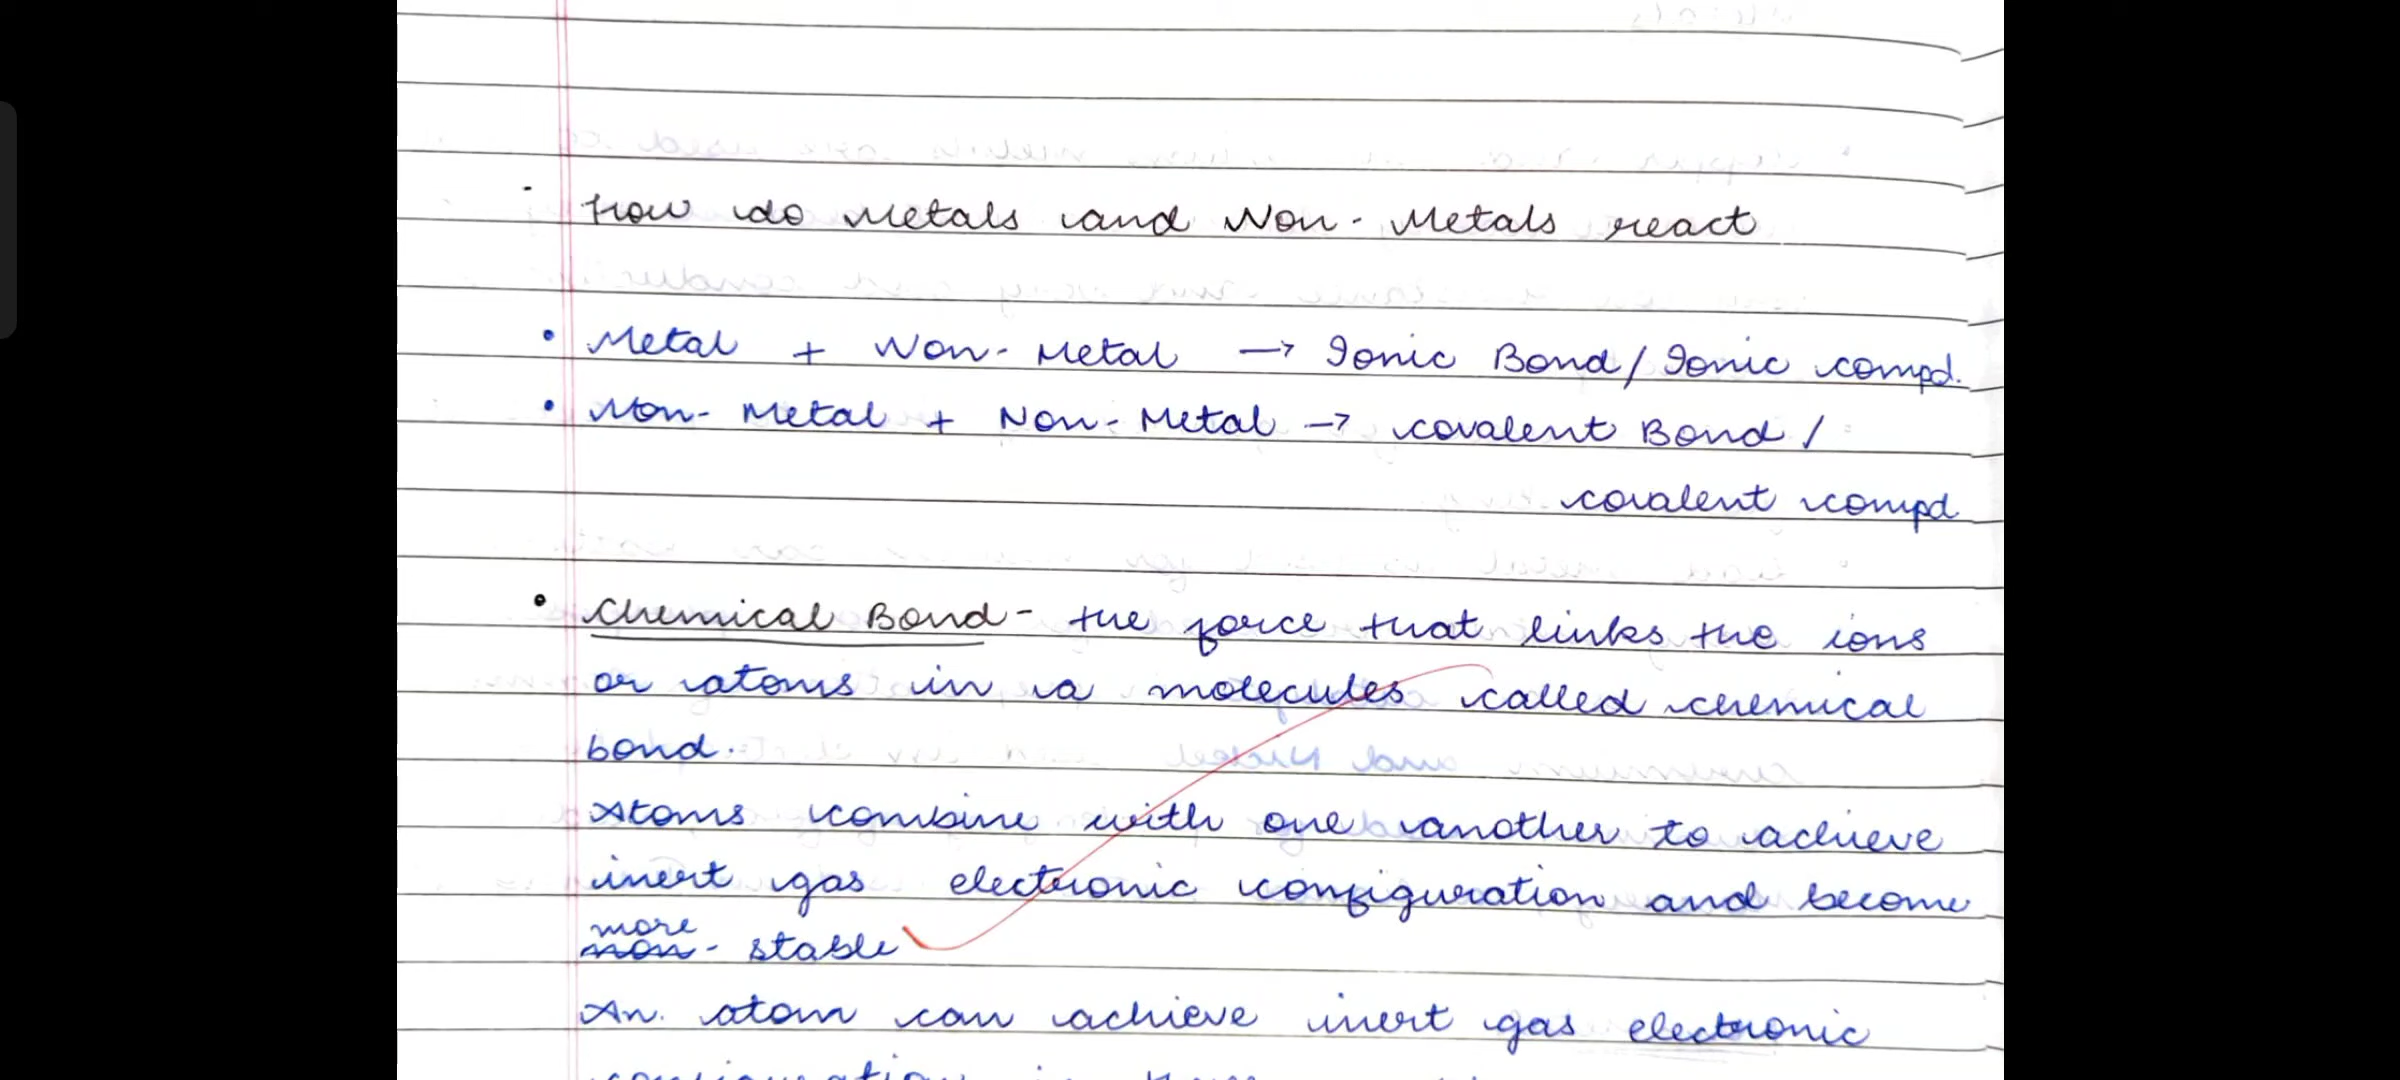 How do Metals and Non-Metals react
• Metal + Non-Metal → Ionic Bond/Ionic compd.
• Non-Metal + Non-Metal → covalent Bond/
covalent compd
• Chemical Bond - the force that links the ions
or atoms in a molecules called chemical
bond.
Atoms combine with one another to achieve
inert gas electronic configuration and become
more
non- stable
An atom can achieve inert gas electronic